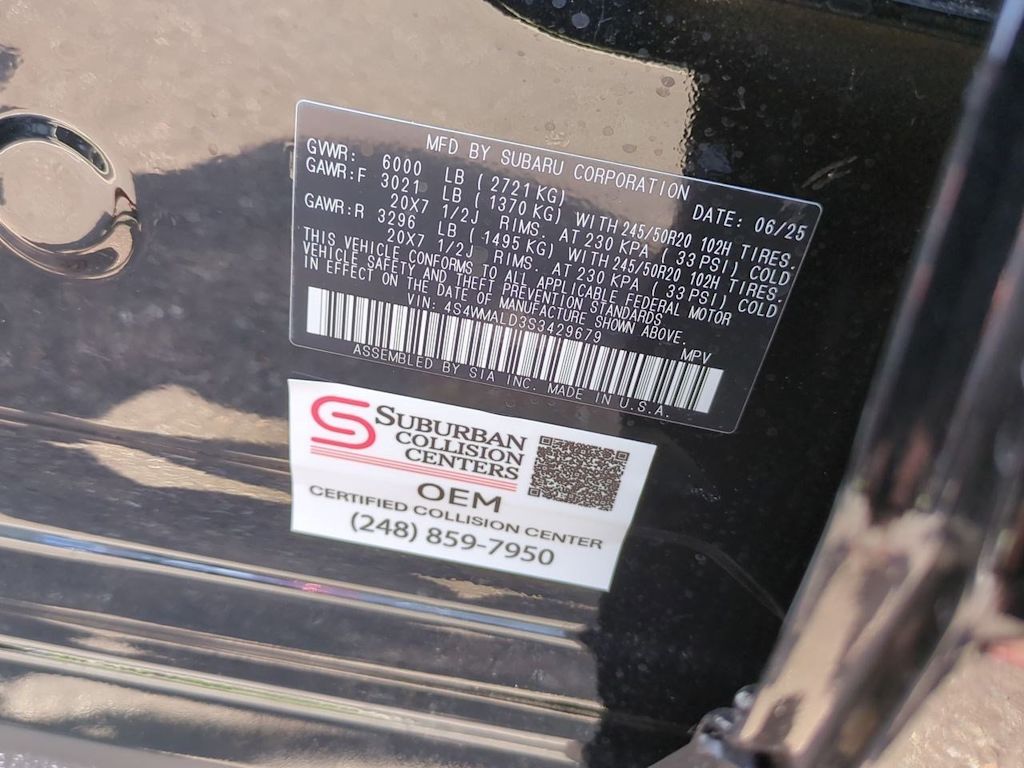 MFD BY SUBARU CORPORATION
GVWR: 6000 LB ( 2721 KG) DATE: 06/25
GAWR:F 3021 LB ( 1370 KG) WITH 245/50R20 102H TIRES.
20X7 1/2J RIMS. AT 230 KPA ( 33 PSI) COLD
GAWR:R 3296 LB ( 1495 KG) WITH 245/50R20 102H TIRES.
20X7 1/2J RIMS. AT 230 KPA ( 33 PSI) COLD
THIS VEHICLE CONFORMS TO ALL APPLICABLE FEDERAL MOTOR
VEHICLE SAFETY AND THEFT PREVENTION STANDARDS
IN EFFECT ON THE DATE OF MANUFACTURE SHOWN ABOVE.
VIN: 4S4WMALD3S3429679 MPV
ASSEMBLED BY SIA INC. MADE IN U.S.A.
SUBURBAN
COLLISION
CENTERS
OEM
CERTIFIED COLLISION CENTER
(248) 859-7950